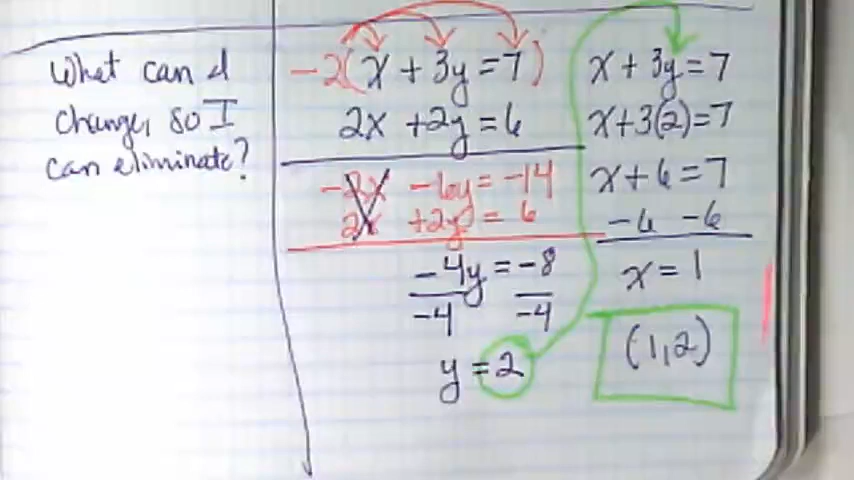 What can I
change, so I
can eliminate?
-2(x + 3y = 7)
2x + 2y = 6
-2x - 6y = -14
2x + 2y = 6
-4y = -8
-4 -4
y = 2
x + 3y = 7
x + 3(2) = 7
x + 6 = 7
-6 -6
x = 1
(1,2)